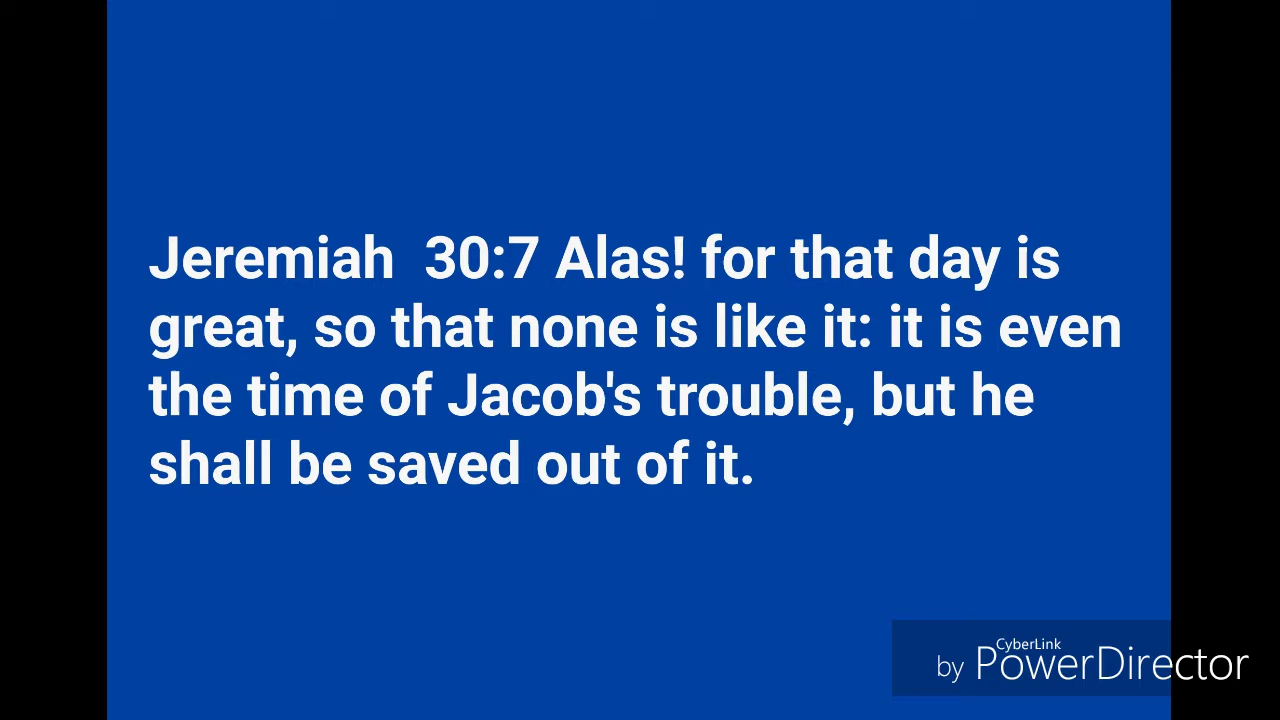 Jeremiah  30:7 Alas! for that day is
great, so that none is like it: it is even
the time of Jacob's trouble, but he
shall be saved out of it.
CyberLink
by PowerDirector